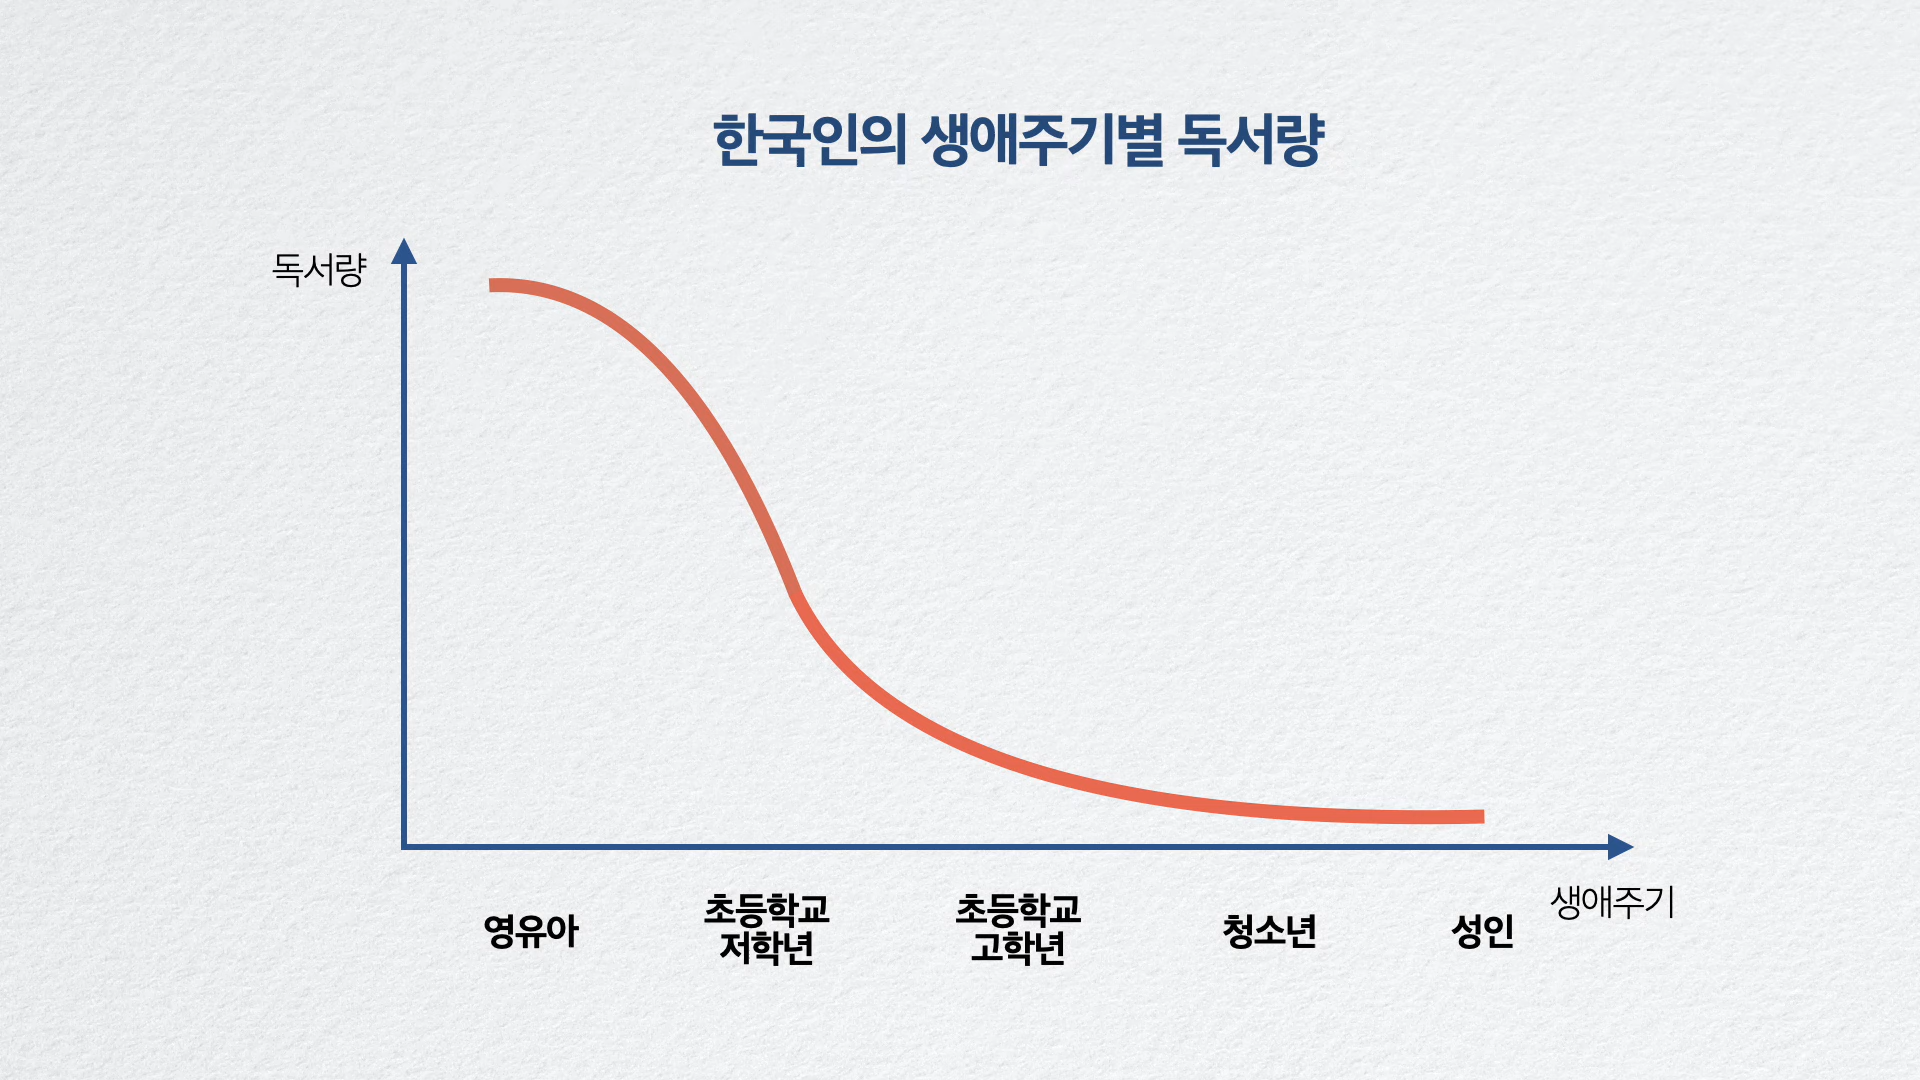 한국인의 생애주기별 독서량
독서량
영유아
초등학교
저학년
초등학교
고학년
청소년
성인
생애주기